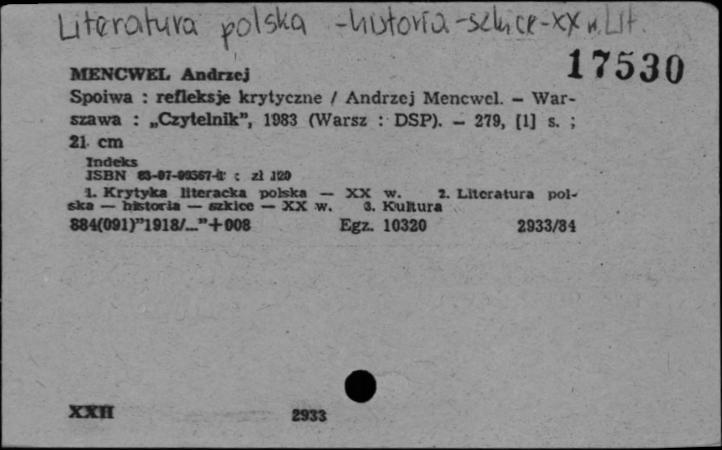 Literatura polska - historia - szkice - XX w. Lit.
17530
MENCWEL Andrzej
Spoiwa : refleksje krytyczne / Andrzej Mencwel. – War-
szawa : „Czytelnik”, 1983 (Warsz : DSP). – 279, [1] s. ;
21 cm
Indeks
ISBN : zł 120
1. Krytyka literacka polska — XX w. 2. Literatura pol-
ska — historia — szkice — XX w. 3. Kultura
884(091)”1918/...”+008 Egz. 10320 2933/84
XXII 2933